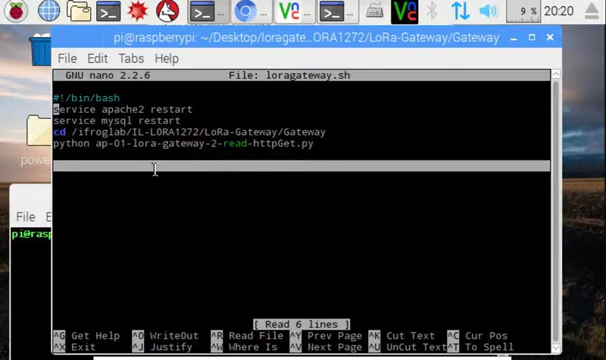 9 %
20:20
pi@raspberrypi: ~/Desktop/loragate...ORA1272/LoRa-Gateway/Gateway
File Edit Tabs Help
GNU nano 2.2.6 File: loragateway.sh
#!/bin/bash
service apache2 restart
service mysql restart
cd /ifroglab/IL-LORA1272/LoRa-Gateway/Gateway
python ap-01-lora-gateway-2-read-httpGet.py
powe
File E
pi@rasp
[ Read 6 lines ]
^G Get Help ^O WriteOut ^R Read File ^Y Prev Page ^K Cut Text ^C Cur Pos
^X Exit ^J Justify ^W Where Is ^V Next Page ^U UnCut Text ^T To Spell